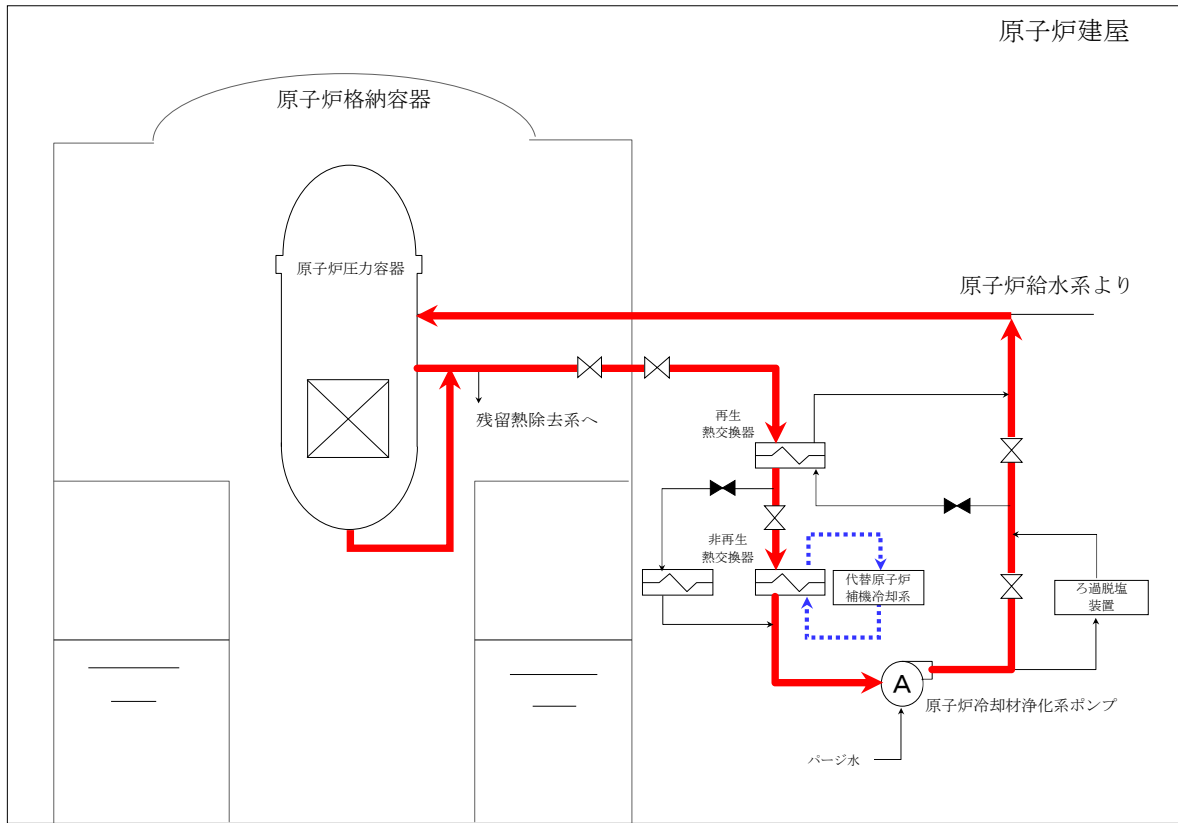 原子炉建屋
原子炉格納容器
原子炉圧力容器
原子炉給水系より
残留熱除去系へ
再生
熱交換器
非再生
熱交換器
代替原子炉
補機冷却系
ろ過脱塩
装置
A
原子炉冷却材浄化系ポンプ
パージ水